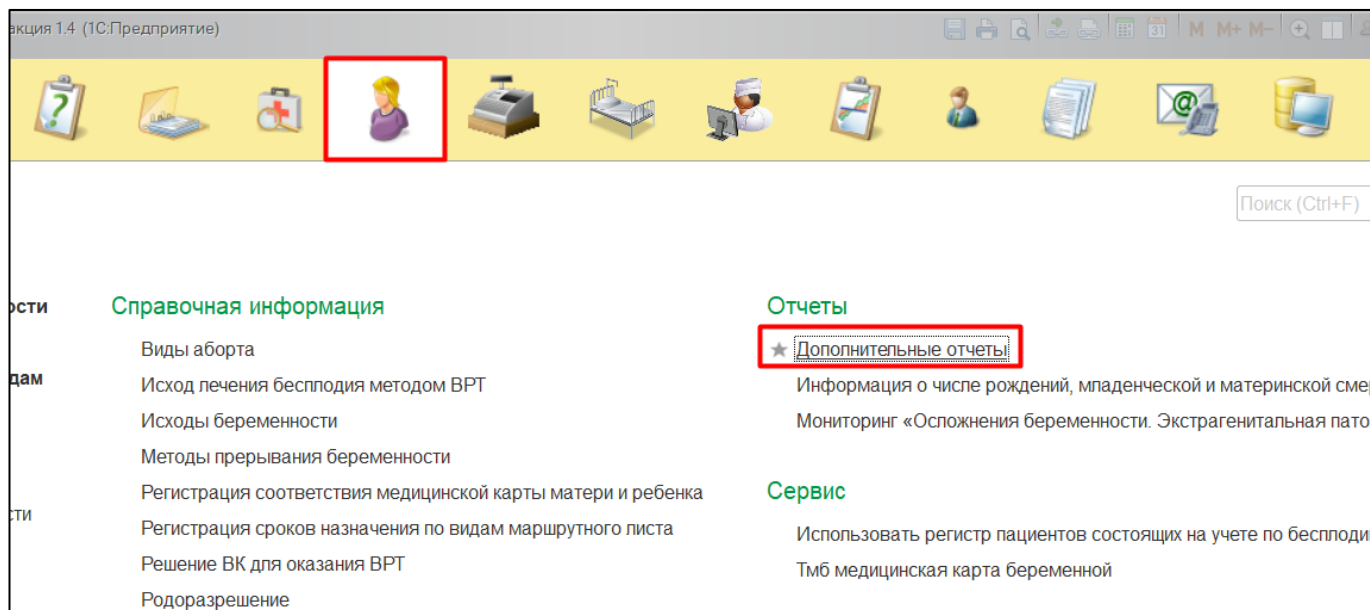 акция 1.4 (1С:Предприятие)
31 M M+ M-
Поиск (Ctrl+F)
ости
дам
сти
Справочная информация
Виды аборта
Исход лечения бесплодия методом ВРТ
Исходы беременности
Методы прерывания беременности
Регистрация соответствия медицинской карты матери и ребенка
Регистрация сроков назначения по видам маршрутного листа
Решение ВК для оказания ВРТ
Родоразрешение
Отчеты
Дополнительные отчеты
Информация о числе рождений, младенческой и материнской сме
Мониторинг «Осложнения беременности. Экстрагенитальная пато
Сервис
Использовать регистр пациентов состоящих на учете по бесплоди
Тмб медицинская карта беременной